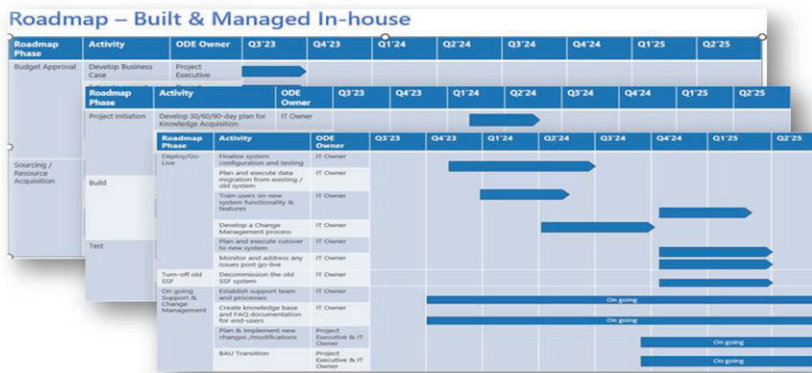 Roadmap – Built & Managed In-house
Roadmap Phase Activity ODE Owner Q3'23 Q4'23 Q1'24 Q2'24 Q3'24 Q4'24 Q1'25 Q2'25
Budget Approval Develop Business Case Project Executive
Sourcing / Resource Acquisition
Roadmap Phase Activity ODE Owner Q3'23 Q4'23 Q1'24 Q2'24 Q3'24 Q4'24 Q1'25 Q2'25
Project Initiation Develop 30/60/90-day plan for Knowledge Acquisition IT Owner
Build
Test
Roadmap Phase Activity ODE Owner Q3'23 Q4'23 Q1'24 Q2'24 Q3'24 Q4'24 Q1'25 Q2
Deploy/Go-Live Finalize system configuration and testing IT Owner
Plan and execute data migration from existing / old system IT Owner
Train users on new system functionality & features IT Owner
Develop a Change Management process IT Owner
Plan and execute cutover to new system IT Owner
Monitor and address any issues post go-live IT Owner
Turn-off old SSF Decommission the old SSF system IT Owner
On going Support & Change Management Establish support team and processes IT Owner On going
Create knowledge base and FAQ documentation for end-users IT Owner On going
Plan & Implement new changes /modifications Project Executive & IT Owner On going
BAU Transition Project Executive & IT Owner On going